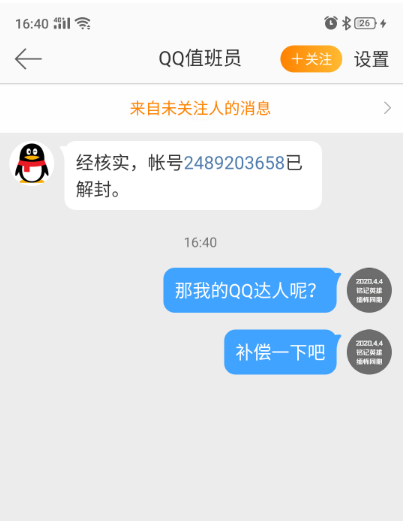 16:40
26
QQ值班员
+关注
设置
来自未关注人的消息
经核实，帐号2489203658已
解封。
16:40
那我的QQ达人呢？
2020.4.4
铭记英雄
缅怀同胞
补偿一下吧
2020.4.4
铭记英雄
缅怀同胞